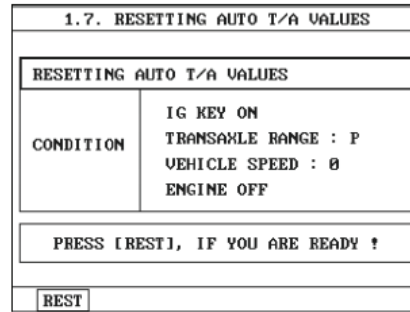 1.7. RESETTING AUTO T/A VALUES
RESETTING AUTO T/A VALUES
CONDITION
IG KEY ON
TRANSAXLE RANGE : P
VEHICLE SPEED : 0
ENGINE OFF
PRESS [REST], IF YOU ARE READY !
REST